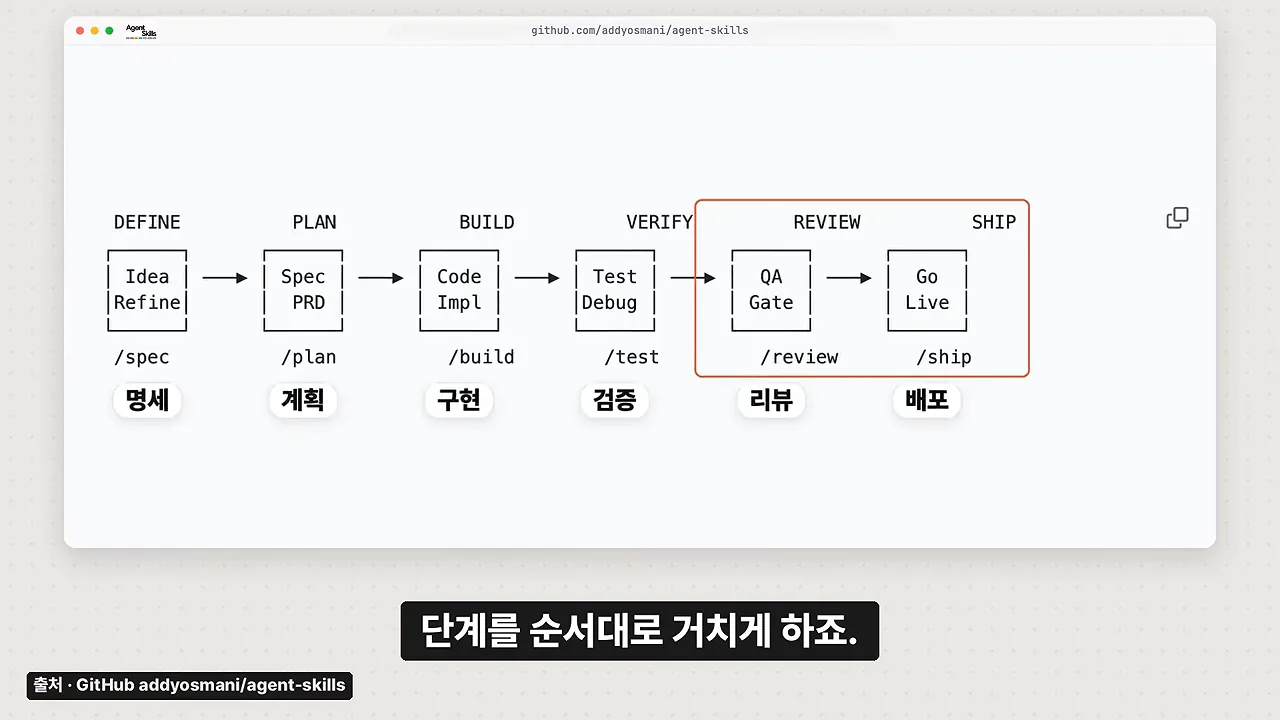 Agent
Skills
github.com/addyosmani/agent-skills
DEFINE PLAN BUILD VERIFY REVIEW SHIP
Idea Spec Code Test QA Go
Refine PRD Impl Debug Gate Live
/spec /plan /build /test /review /ship
명세 계획 구현 검증 리뷰 배포
단계를 순서대로 거치게 하죠.
출처 · GitHub addyosmani/agent-skills